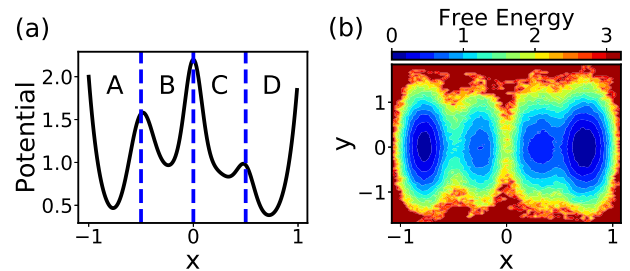 (a)
Potential
2.0
1.5
1.0
0.5
A B C D
−1 0 1
x
(b)
Free Energy
0 1 2 3
y
1
0
−1
−1 0 1
x